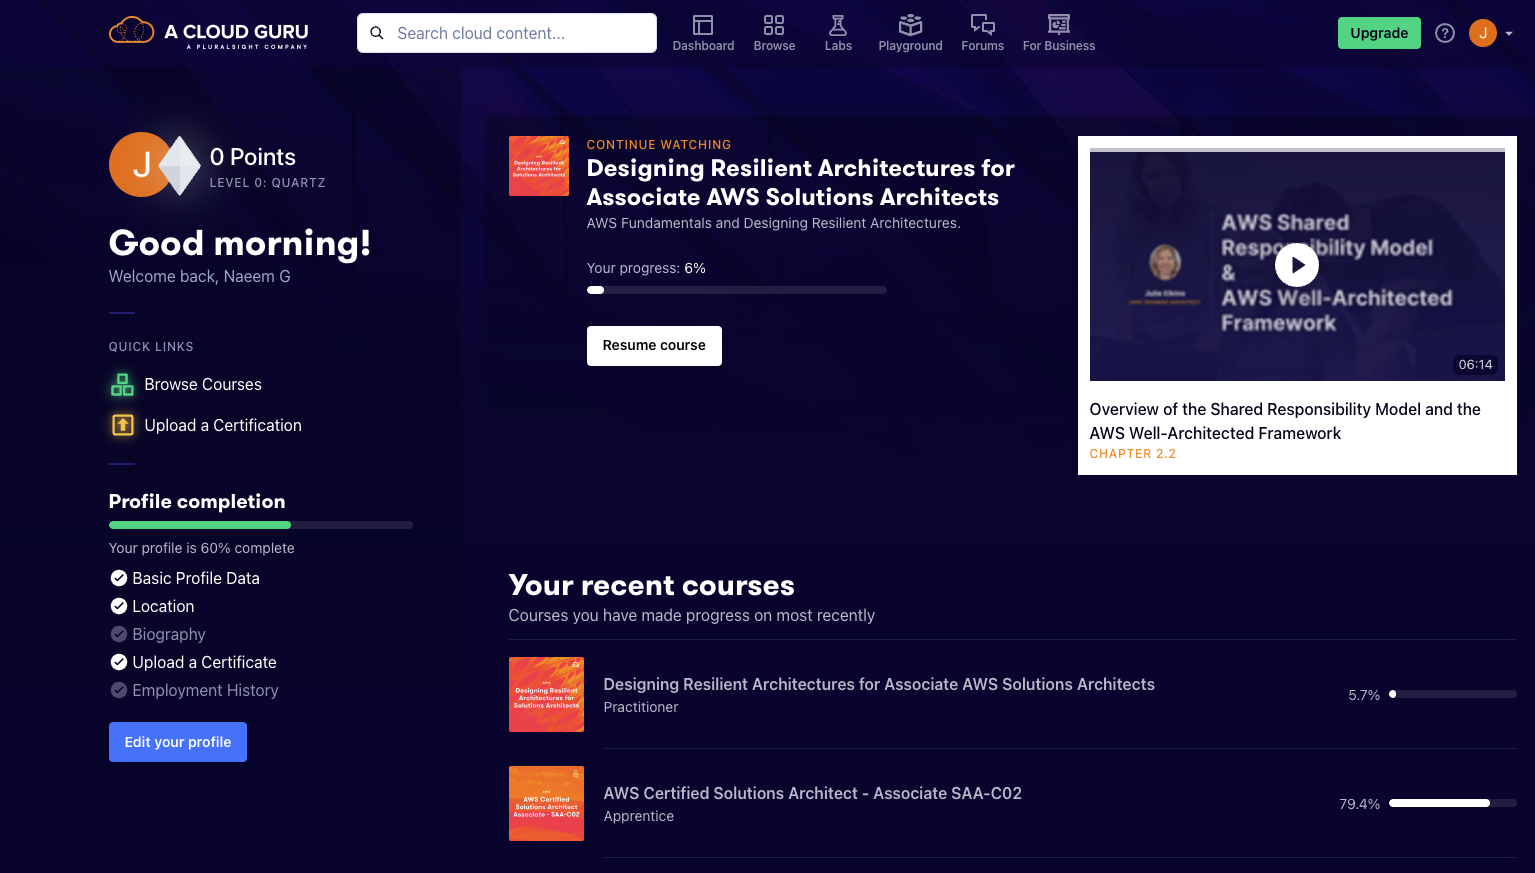 A CLOUD GURU
A PLURALSIGHT COMPANY
Search cloud content...
Dashboard
Browse
Labs
Playground
Forums
For Business
Upgrade
?
J
J
0 Points
LEVEL 0: QUARTZ
Good morning!
Welcome back, Naeem G
QUICK LINKS
Browse Courses
Upload a Certification
Profile completion
Your profile is 60% complete
Basic Profile Data
Location
Biography
Upload a Certificate
Employment History
Edit your profile
Designing Resilient
Architectures for
Solutions Architects
CONTINUE WATCHING
Designing Resilient Architectures for
Associate AWS Solutions Architects
AWS Fundamentals and Designing Resilient Architectures.
Your progress: 6%
Resume course
AWS Shared
Responsibility Model
&
AWS Well-Architected
Framework
06:14
Overview of the Shared Responsibility Model and the
AWS Well-Architected Framework
CHAPTER 2.2
Your recent courses
Courses you have made progress on most recently
AWS
Designing Resilient
Architectures for
Solutions Architects
Designing Resilient Architectures for Associate AWS Solutions Architects
Practitioner
5.7%
AWS
AWS Certified
Solutions Architect
Associate - SAA-C02
AWS Certified Solutions Architect - Associate SAA-C02
Apprentice
79.4%